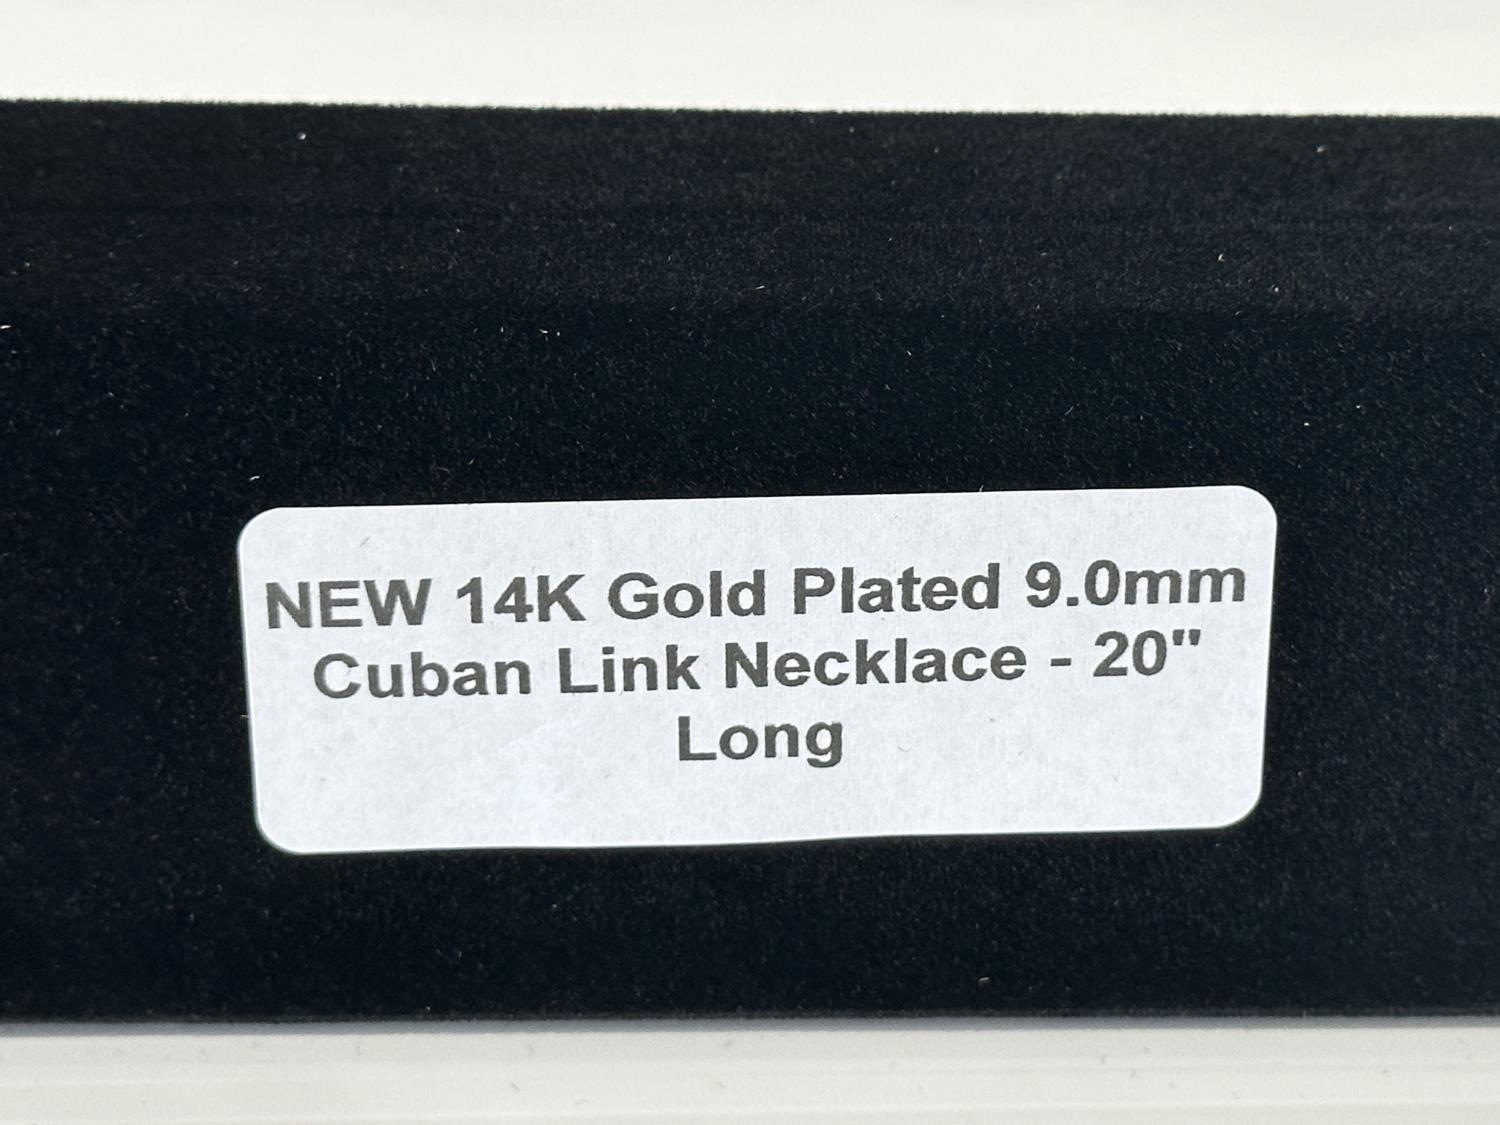 NEW 14K Gold Plated 9.0mm
Cuban Link Necklace - 20"
Long